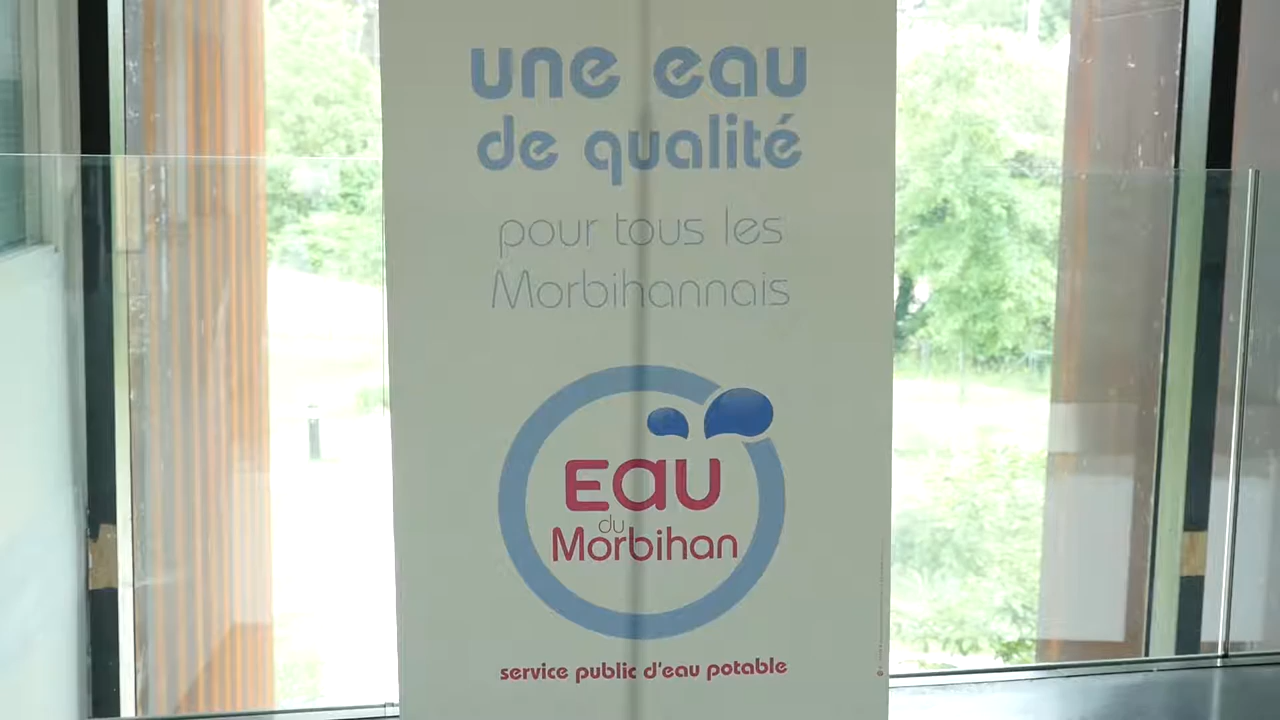 une eau
de qualité
pour tous les
Morbihannais
Eau
du
Morbihan
service public d'eau potable